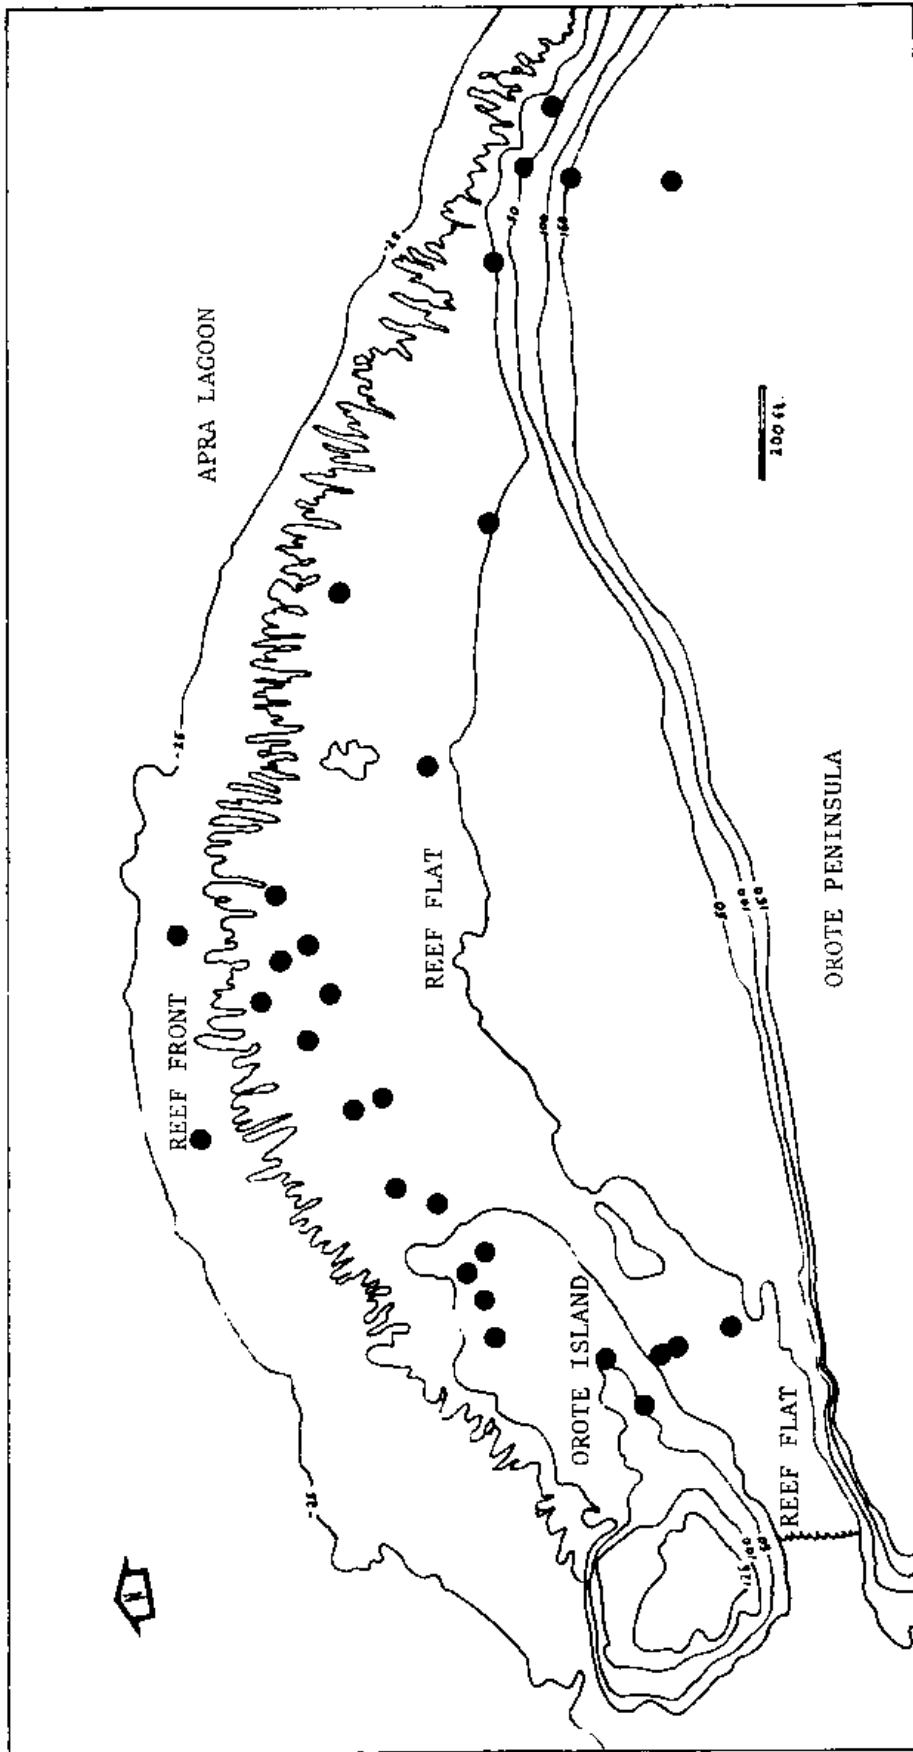 APRA LAGOON
-25-
50
100
150
200 ft.
-25-
REEF FLAT
REEF FRONT
OROTE PENINSULA
-50
100
150
OROTE ISLAND
REEF FLAT
-25-
N
50
100
125